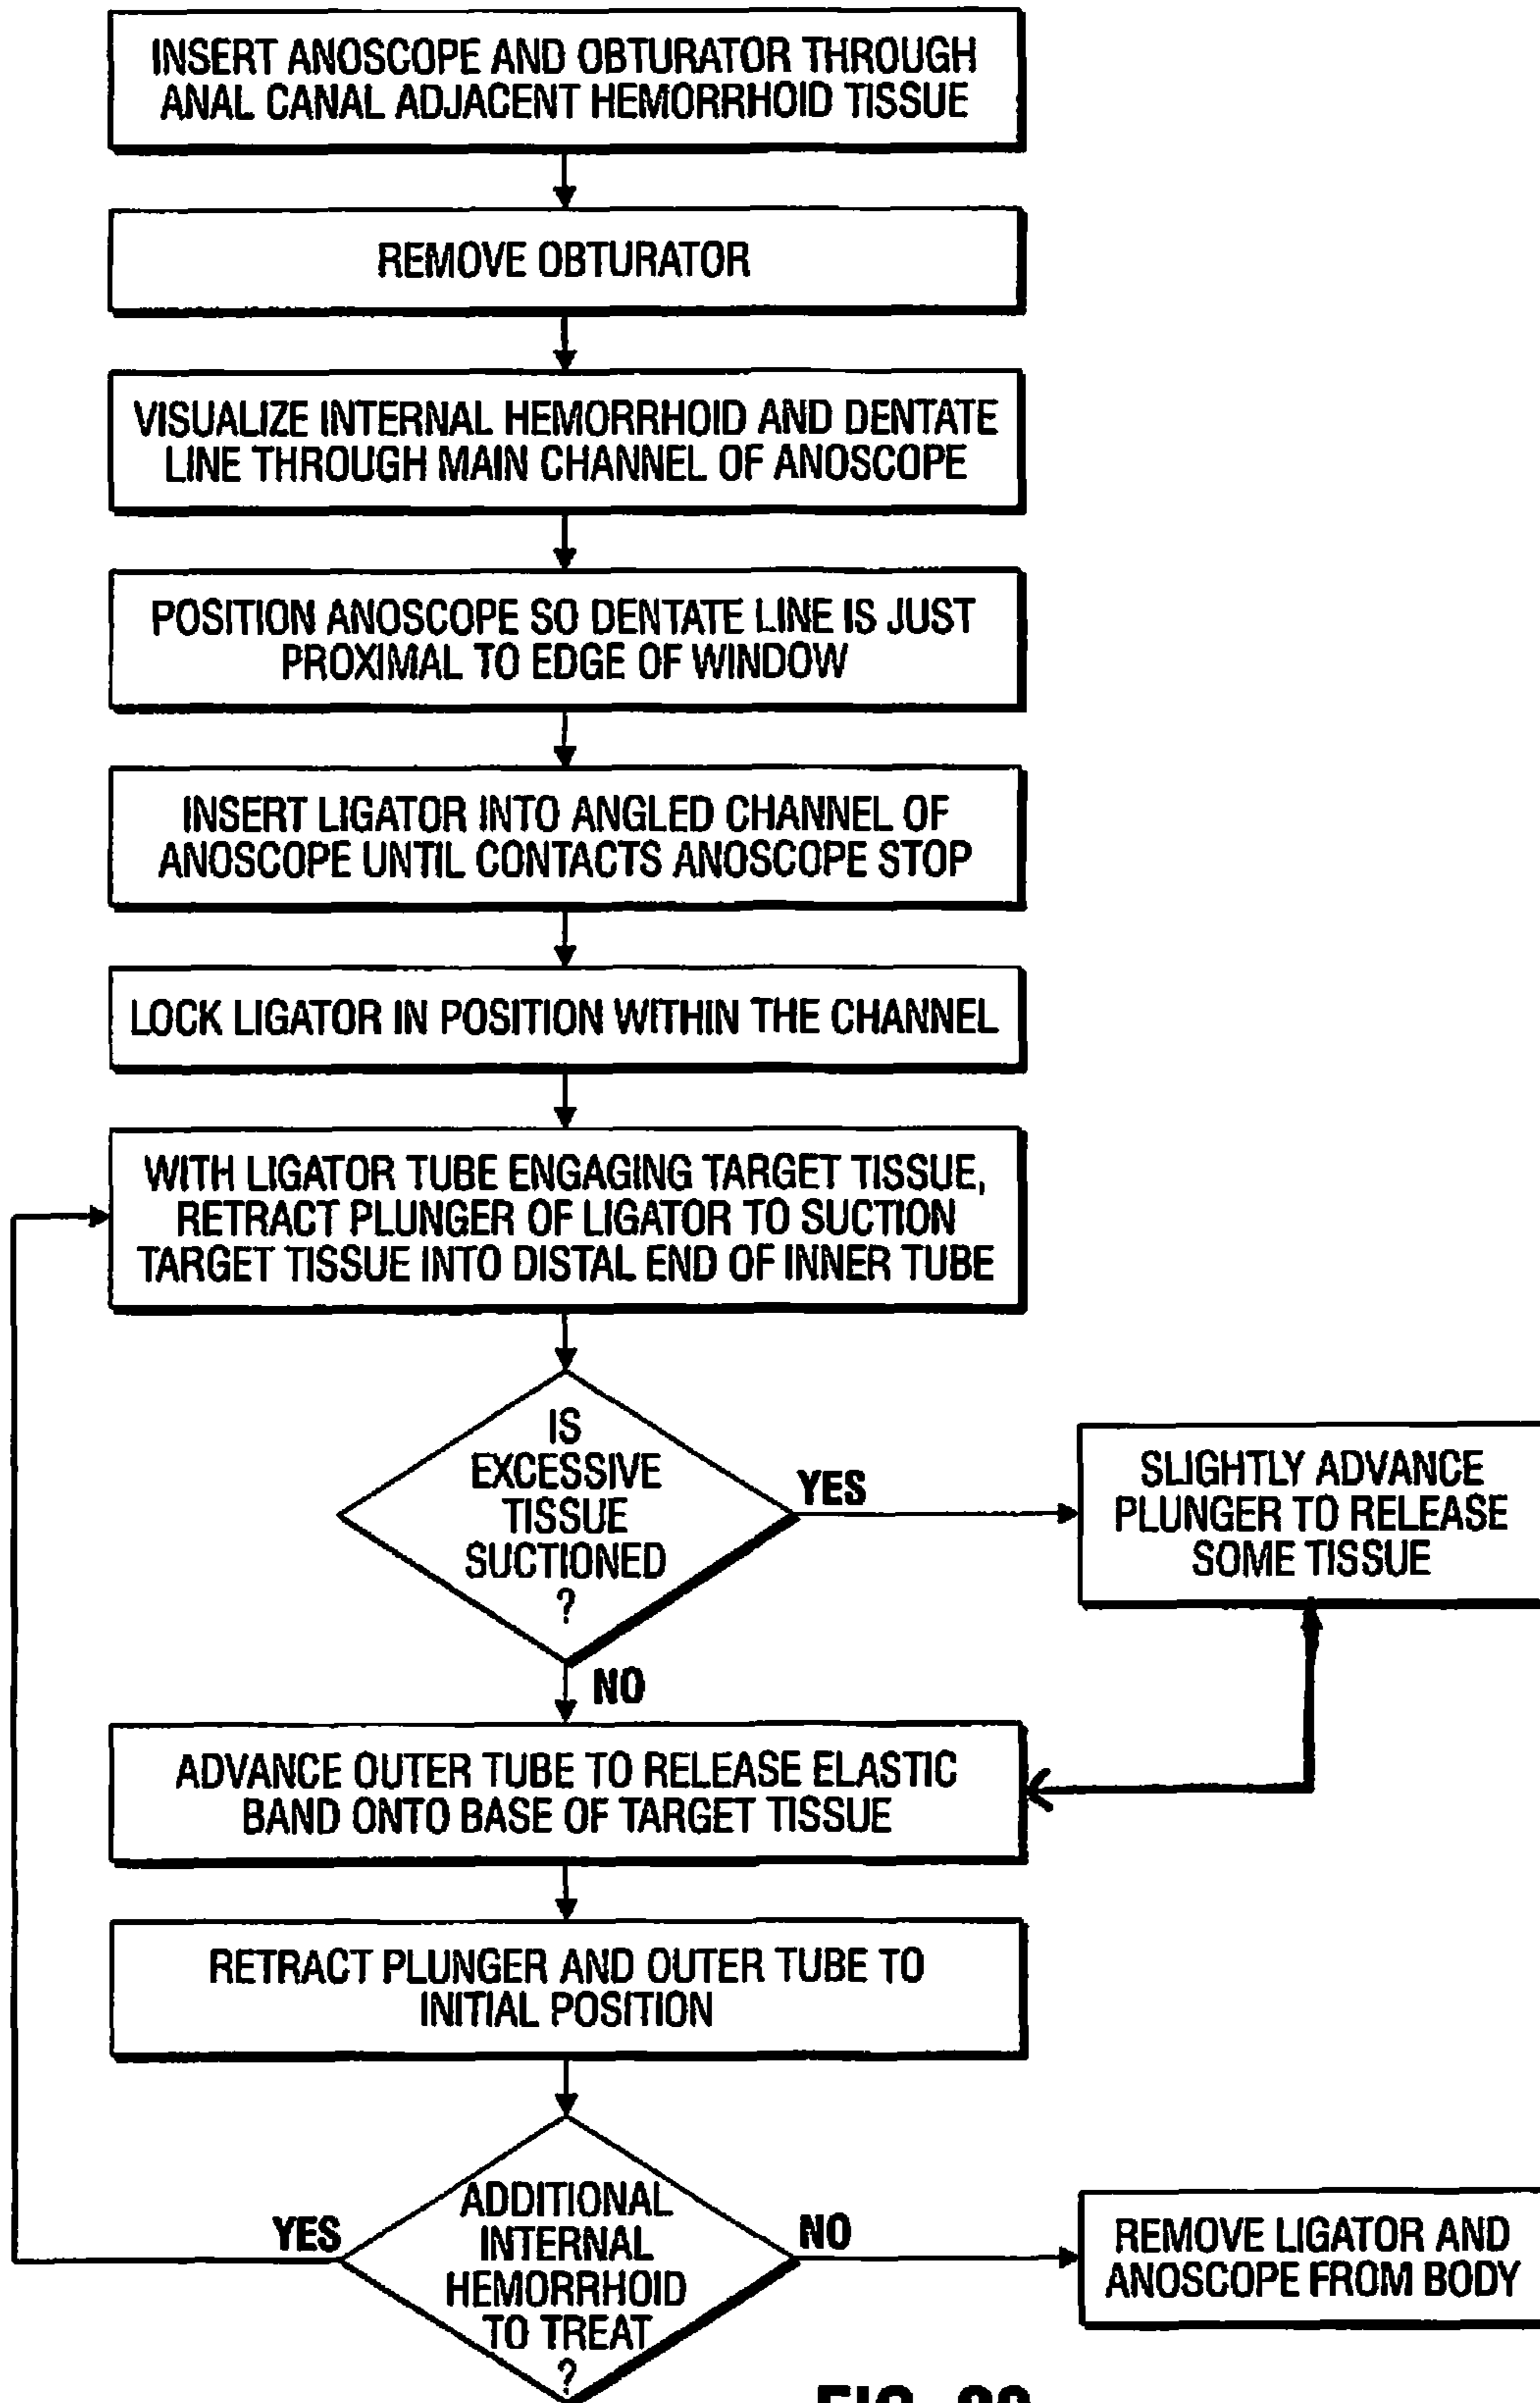 INSERT ANOSCOPE AND OBTURATOR THROUGH
ANAL CANAL ADJACENT HEMORRHOID TISSUE
REMOVE OBTURATOR
VISUALIZE INTERNAL HEMORRHOID AND DENTATE
LINE THROUGH MAIN CHANNEL OF ANOSCOPE
POSITION ANOSCOPE SO DENTATE LINE IS JUST
PROXIMAL TO EDGE OF WINDOW
INSERT LIGATOR INTO ANGLED CHANNEL OF
ANOSCOPE UNTIL CONTACTS ANOSCOPE STOP
LOCK LIGATOR IN POSITION WITHIN THE CHANNEL
WITH LIGATOR TUBE ENGAGING TARGET TISSUE,
RETRACT PLUNGER OF LIGATOR TO SUCTION
TARGET TISSUE INTO DISTAL END OF INNER TUBE
IS
EXCESSIVE
TISSUE
SUCTIONED
?
YES
SLIGHTLY ADVANCE
PLUNGER TO RELEASE
SOME TISSUE
NO
ADVANCE OUTER TUBE TO RELEASE ELASTIC
BAND ONTO BASE OF TARGET TISSUE
RETRACT PLUNGER AND OUTER TUBE TO
INITIAL POSITION
YES
ADDITIONAL
INTERNAL
HEMORRHOID
TO TREAT
?
NO
REMOVE LIGATOR AND
ANOSCOPE FROM BODY
FIG.